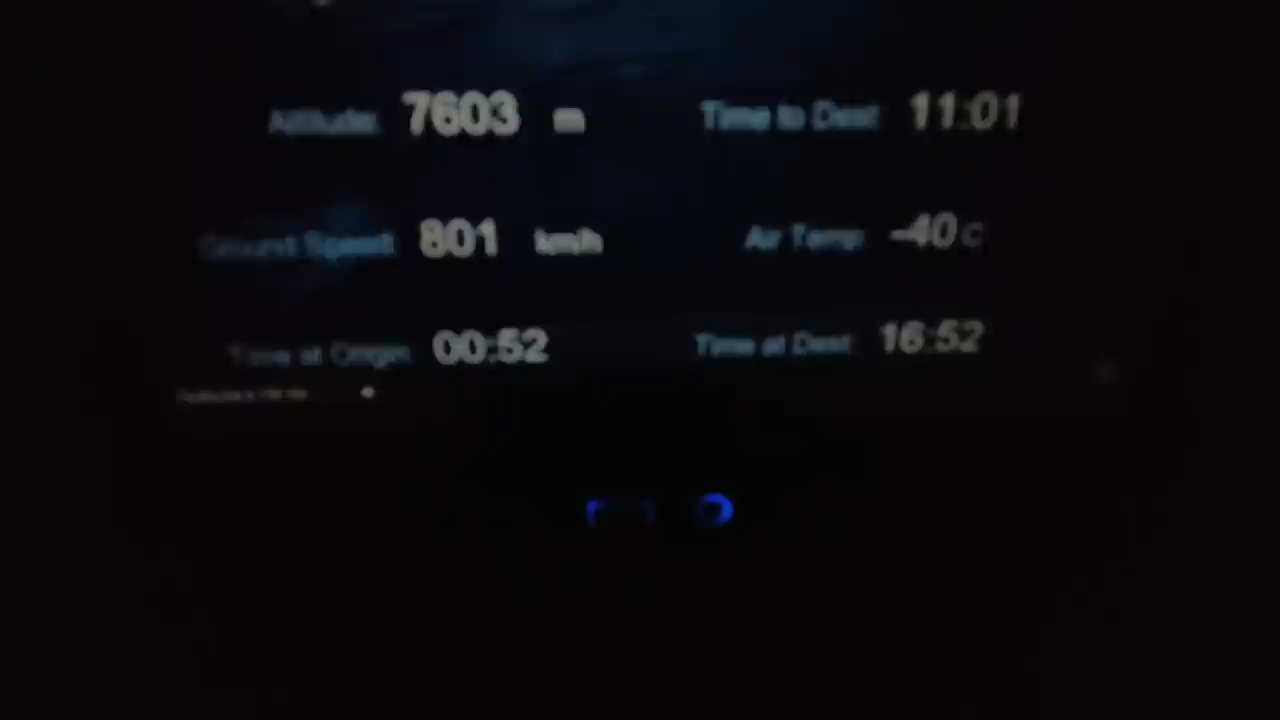 Altitude: 7603 m Time to Dest: 11:01
Ground Speed: 801 km/h Air Temp: -40 C
Time at Origin: 00:52 Time at Dest: 16:52